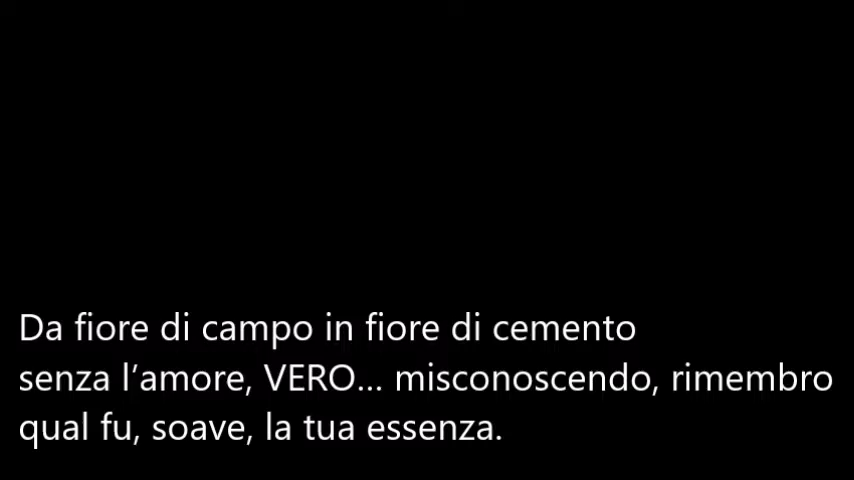 Da fiore di campo in fiore di cemento
senza l’amore, VERO… misconoscendo, rimembro
qual fu, soave, la tua essenza.